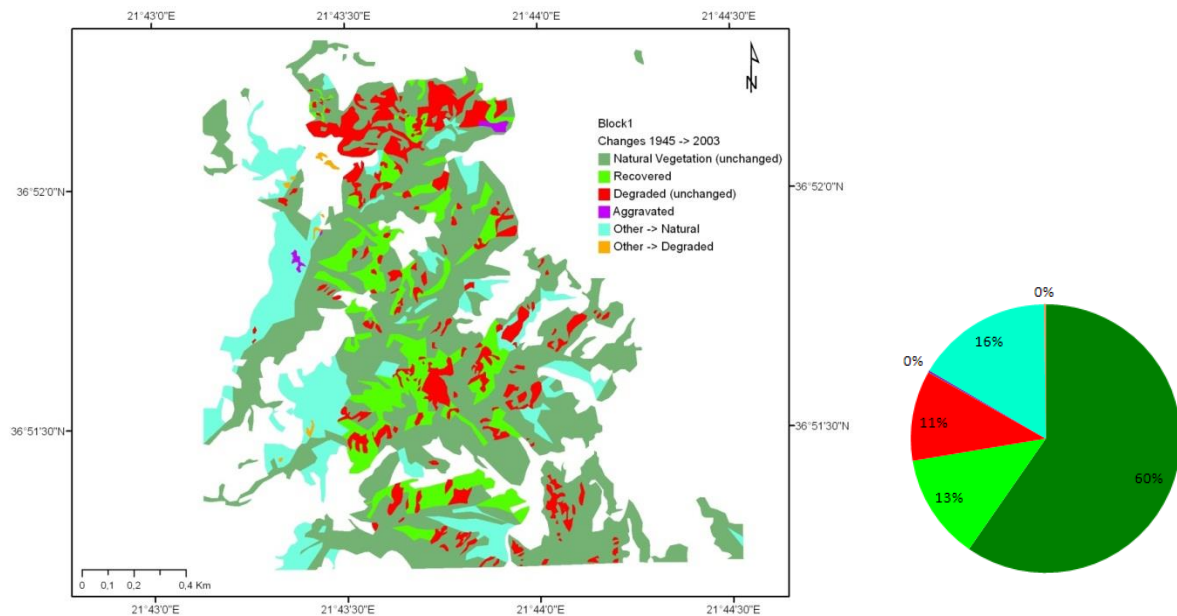 21°43'0"E 21°43'30"E 21°44'0"E 21°44'30"E
N
Block1
Changes 1945 -> 2003
Natural Vegetation (unchanged)
Recovered
Degraded (unchanged)
Aggravated
Other -> Natural
Other -> Degraded
36°52'0"N 36°52'0"N
0%
16%
0%
11%
60%
13%
36°51'30"N 36°51'30"N
0 0,1 0,2 0,4 Km
21°43'0"E 21°43'30"E 21°44'0"E 21°44'30"E